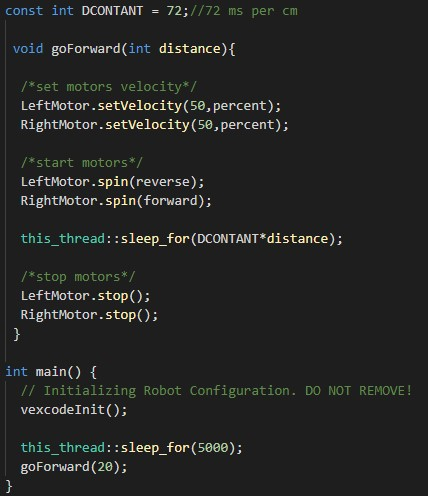 const int DCONTANT = 72;//72 ms per cm
void goForward(int distance){
/*set motors velocity*/
LeftMotor.setVelocity(50,percent);
RightMotor.setVelocity(50,percent);
/*start motors*/
LeftMotor.spin(reverse);
RightMotor.spin(forward);
this_thread::sleep_for(DCONTANT*distance);
/*stop motors*/
LeftMotor.stop();
RightMotor.stop();
}
int main() {
// Initializing Robot Configuration. DO NOT REMOVE!
vexcodeInit();
this_thread::sleep_for(5000);
goForward(20);
}